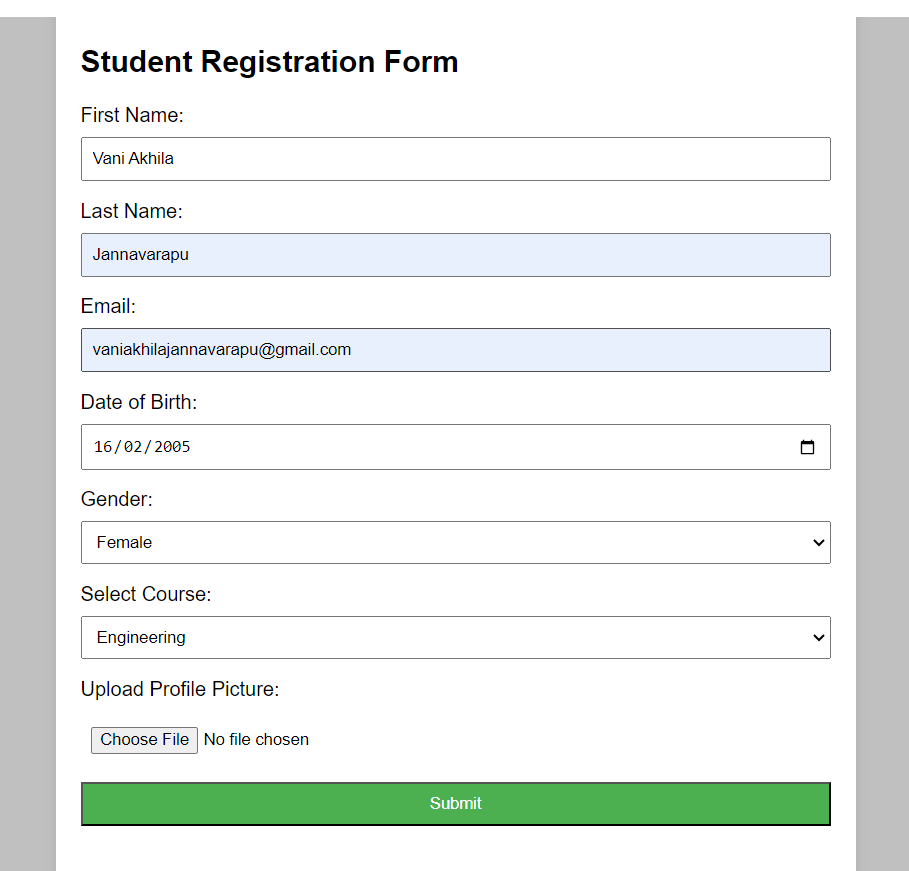 Student Registration Form
First Name:
Vani Akhila
Last Name:
Jannavarapu
Email:
vaniakhilajannavarapu@gmail.com
Date of Birth:
16/02/2005
Gender:
Female
Select Course:
Engineering
Upload Profile Picture:
Choose File No file chosen
Submit